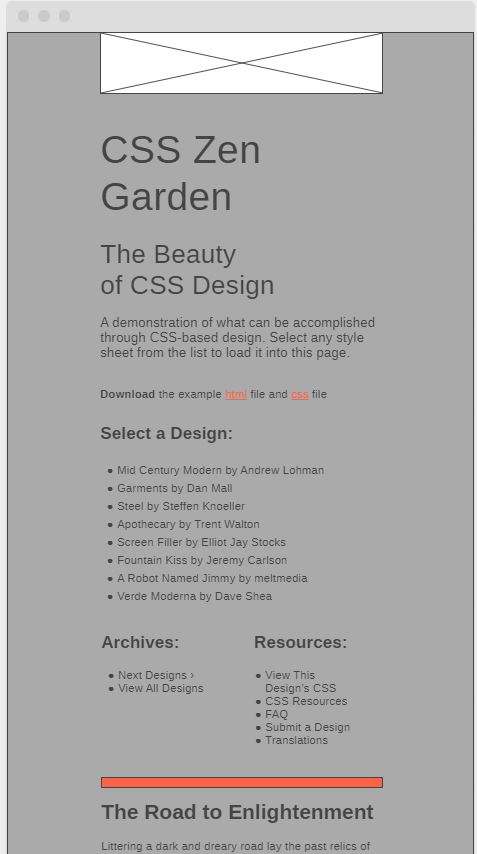 CSS Zen
Garden
The Beauty
of CSS Design
A demonstration of what can be accomplished
through CSS-based design. Select any style
sheet from the list to load it into this page.
Download the example html file and css file
Select a Design:
● Mid Century Modern by Andrew Lohman
● Garments by Dan Mall
● Steel by Steffen Knoeller
● Apothecary by Trent Walton
● Screen Filler by Elliot Jay Stocks
● Fountain Kiss by Jeremy Carlson
● A Robot Named Jimmy by meltmedia
● Verde Moderna by Dave Shea
Archives:
● Next Designs ›
● View All Designs
Resources:
● View This
Design's CSS
● CSS Resources
● FAQ
● Submit a Design
● Translations
The Road to Enlightenment
Littering a dark and dreary road lay the past relics of